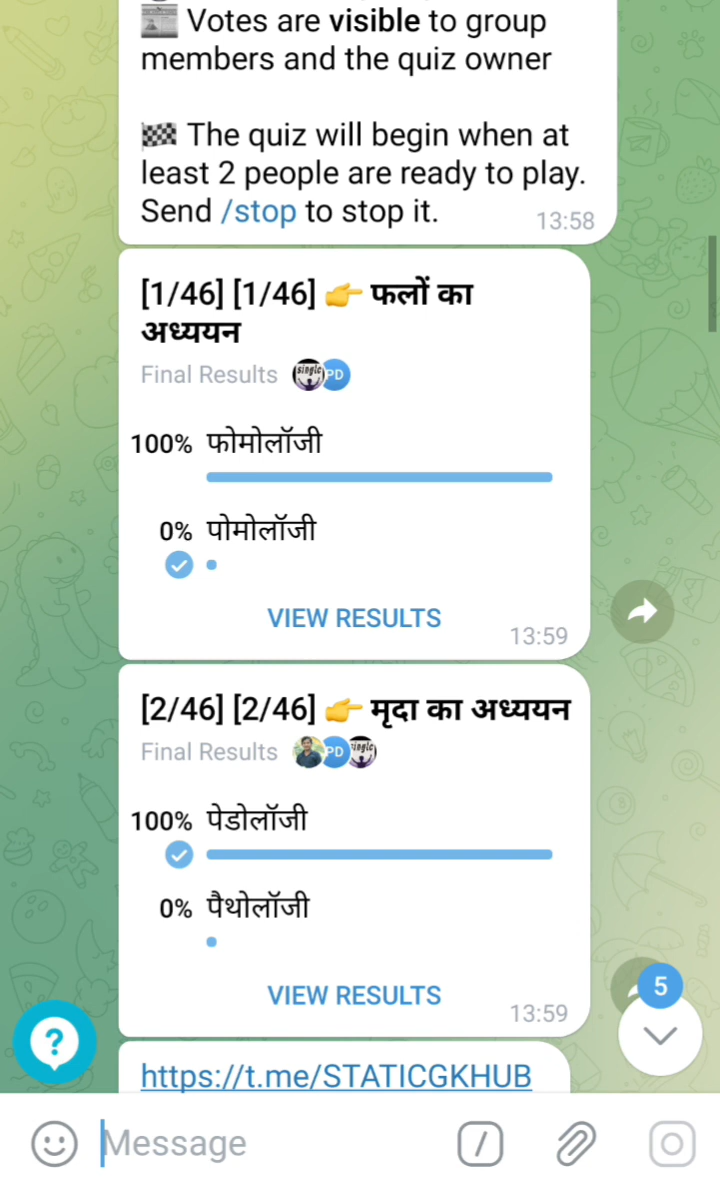 Votes are visible to group
members and the quiz owner
The quiz will begin when at
least 2 people are ready to play.
Send /stop to stop it.
13:58
[1/46] [1/46] 👉 फलों का
अध्ययन
Final Results
single
PD
100% फोमोलॉजी
0% पोमोलॉजी
VIEW RESULTS
13:59
[2/46] [2/46] 👉 मृदा का अध्ययन
Final Results
PD
single
100% पेडोलॉजी
0% पैथोलॉजी
VIEW RESULTS
13:59
5
?
https://t.me/STATICGKHUB
Message
/